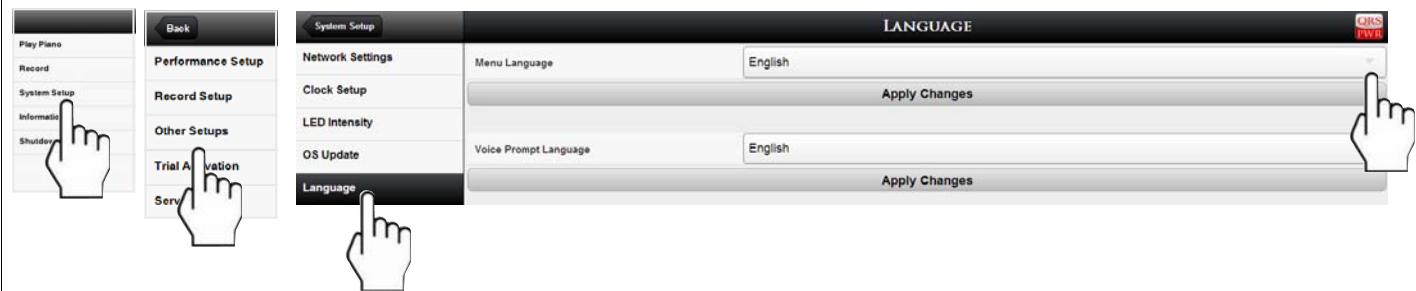 Play Piano
Record
System Setup
Shutdow
Back
Performance Setup
Record Setup
Other Setups
Trial A vation
Serv
System Setup
Network Settings
Clock Setup
LED Intensity
OS Update
Language
LANGUAGE
QRS
PWR
Menu Language
English
Apply Changes
Voice Prompt Language
English
Apply Changes